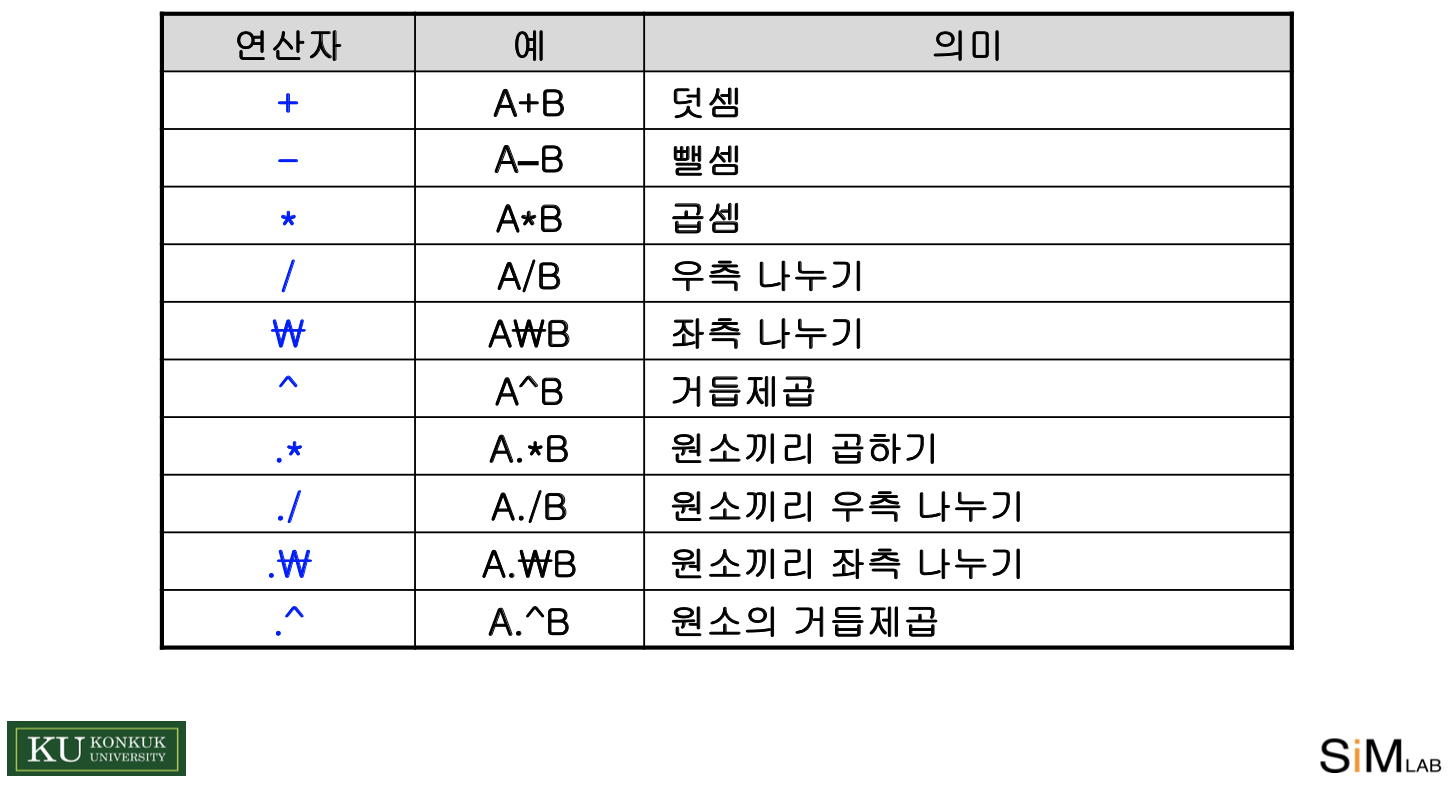 연산자 예 의미
+ A+B 덧셈
− A−B 뺄셈
* A*B 곱셈
/ A/B 우측 나누기
₩ A₩B 좌측 나누기
^ A^B 거듭제곱
.* A.*B 원소끼리 곱하기
./ A./B 원소끼리 우측 나누기
.₩ A.₩B 원소끼리 좌측 나누기
.^ A.^B 원소의 거듭제곱
KU KONKUK
UNIVERSITY
SiM LAB